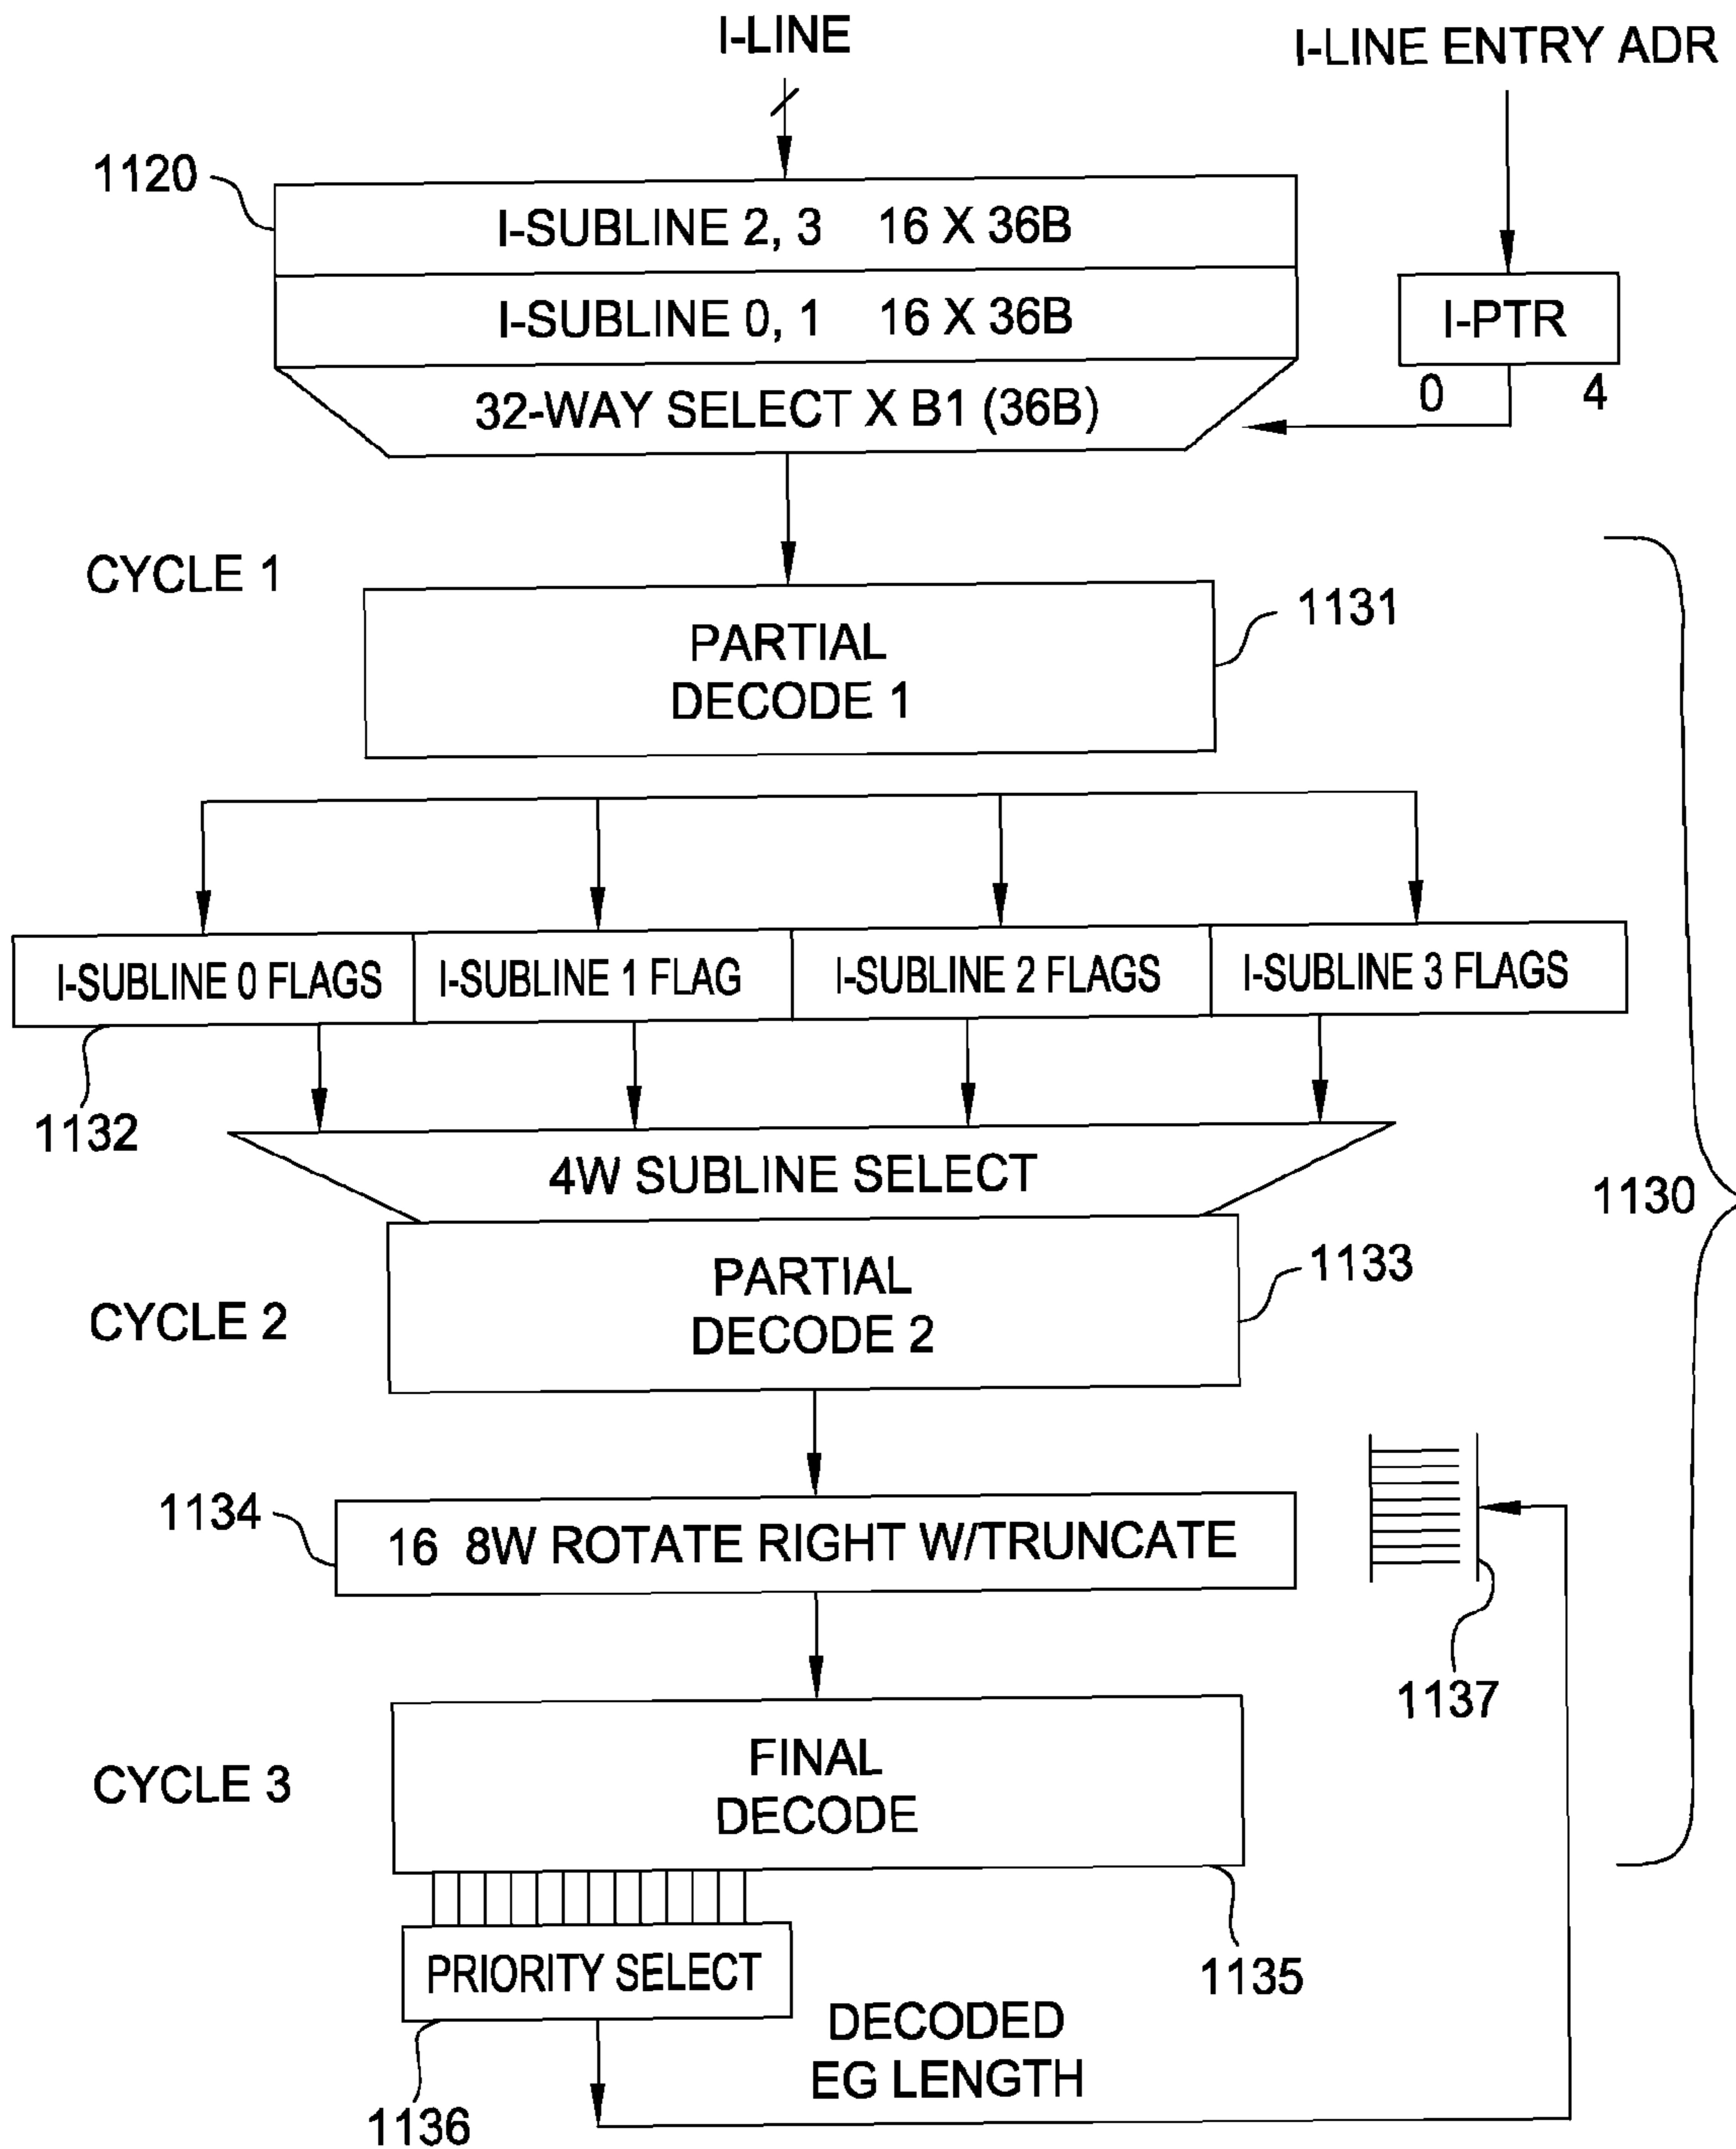 I-LINE
I-LINE ENTRY ADR
1120
I-SUBLINE 2, 3 16 X 36B
I-SUBLINE 0, 1 16 X 36B
I-PTR
0 4
32-WAY SELECT X B1 (36B)
CYCLE 1
1131
PARTIAL
DECODE 1
I-SUBLINE 0 FLAGS
I-SUBLINE 1 FLAG
I-SUBLINE 2 FLAGS
I-SUBLINE 3 FLAGS
1132
4W SUBLINE SELECT
1130
PARTIAL
DECODE 2
1133
CYCLE 2
1134
16 8W ROTATE RIGHT W/TRUNCATE
1137
CYCLE 3
FINAL
DECODE
PRIORITY SELECT
1135
DECODED
EG LENGTH
1136